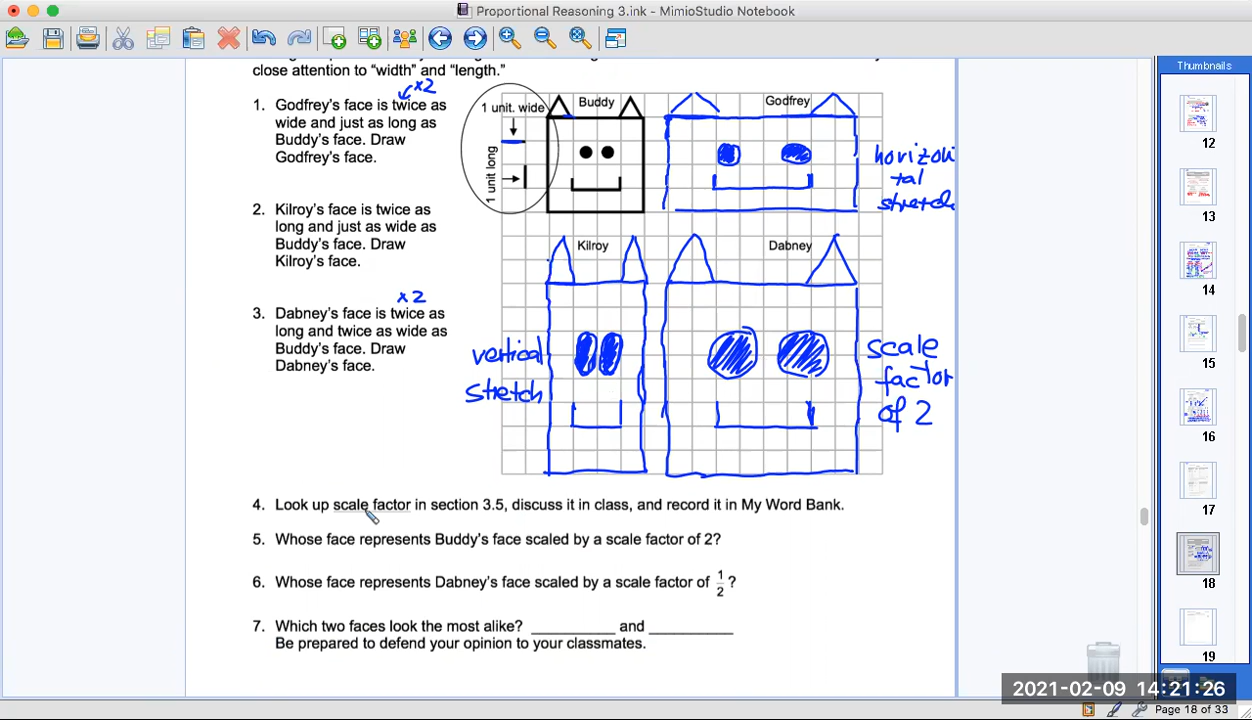 Proportional Reasoning 3.ink - MimioStudio Notebook
Thumbnails
close attention to “width” and “length.”
×2
1. Godfrey's face is twice as
wide and just as long as
Buddy's face. Draw
Godfrey's face.
2. Kilroy's face is twice as
long and just as wide as
Buddy's face. Draw
Kilroy's face.
×2
3. Dabney's face is twice as
long and twice as wide as
Buddy's face. Draw
Dabney's face.
1 unit. wide
1 unit long
Buddy
Godfrey
horizon
tal
stretch
Kilroy
Dabney
vertical
stretch
scale
factor
of 2
4. Look up scale factor in section 3.5, discuss it in class, and record it in My Word Bank.
5. Whose face represents Buddy's face scaled by a scale factor of 2?
6. Whose face represents Dabney's face scaled by a scale factor of 1/2?
7. Which two faces look the most alike? __________ and __________
Be prepared to defend your opinion to your classmates.
12
13
14
15
16
17
18
19
2021-02-09 14:21:26
Page 18 of 33